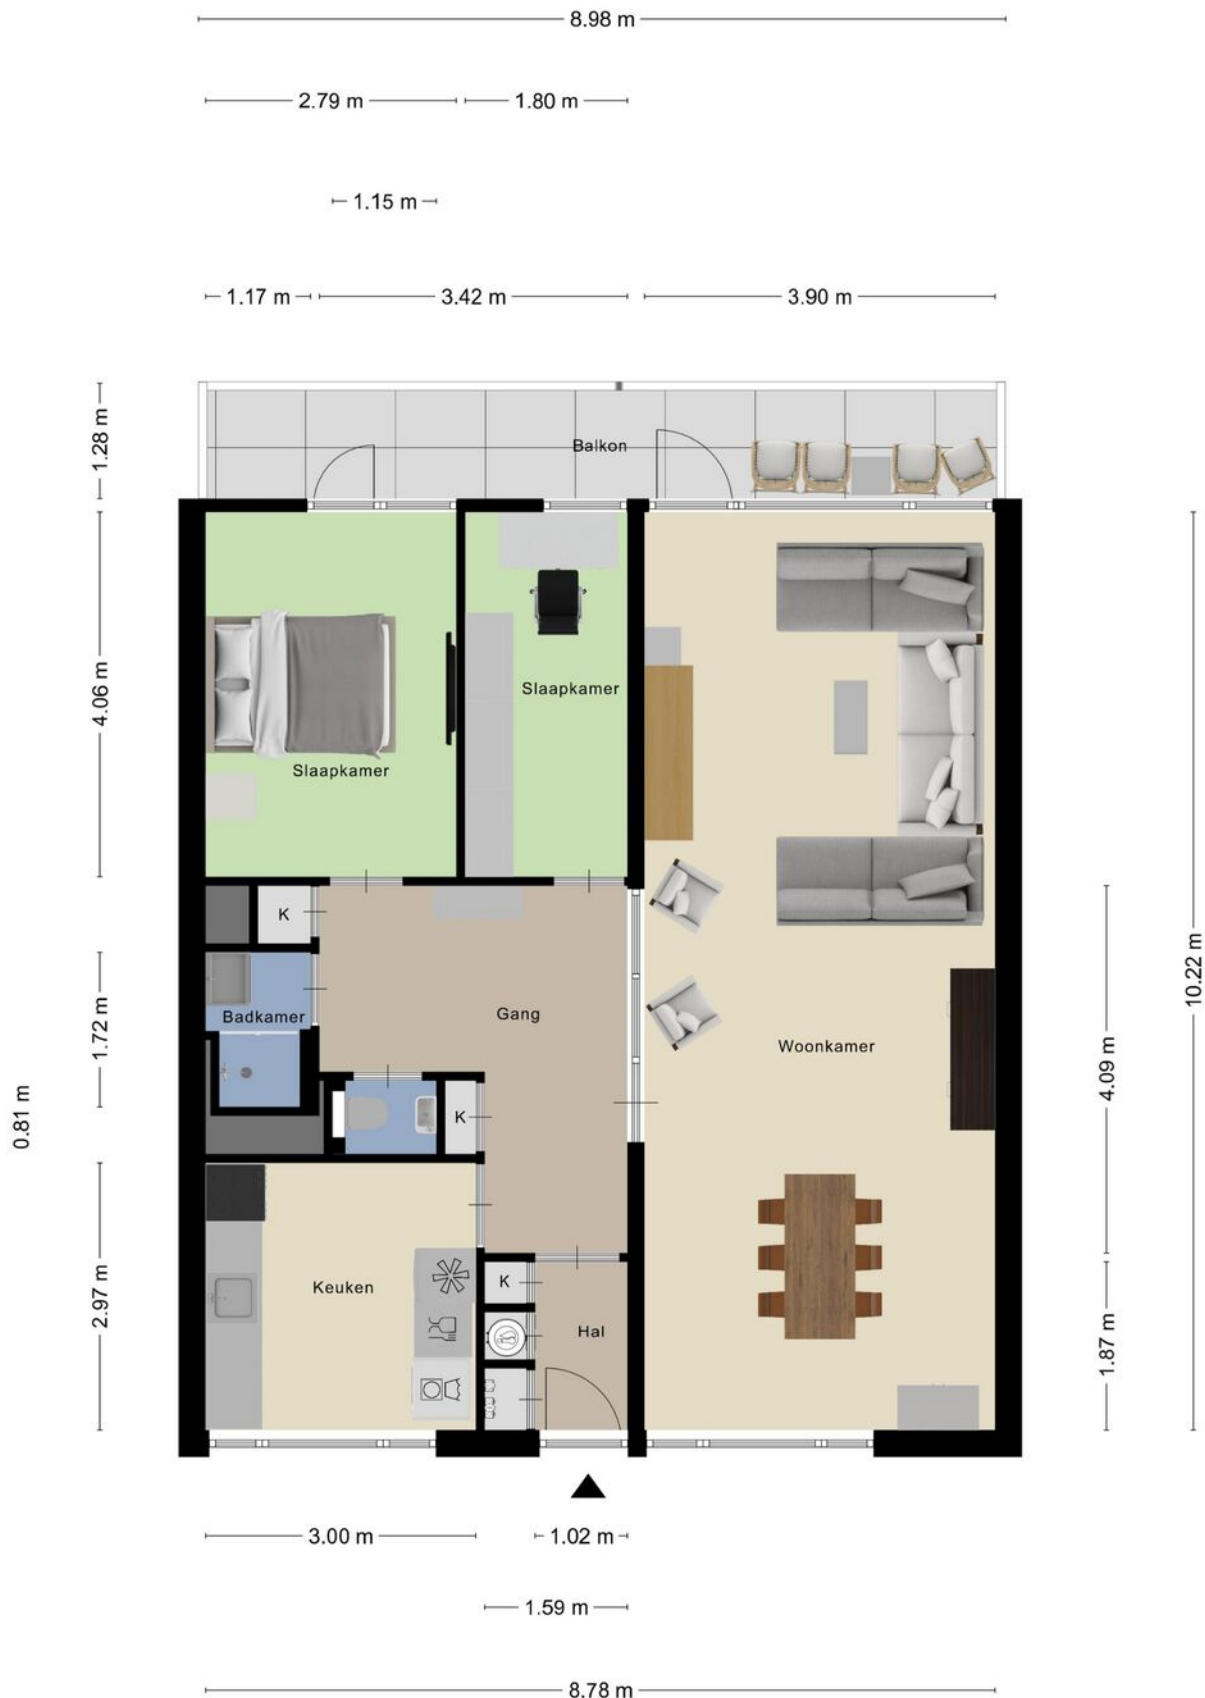 8.98 m
2.79 m
1.80 m
1.15 m
1.17 m
3.42 m
3.90 m
1.28 m
Balkon
4.06 m
Slaapkamer
Slaapkamer
K
10.22 m
1.72 m
Badkamer
Gang
Woonkamer
4.09 m
0.81 m
K
2.97 m
Keuken
K
Hal
1.87 m
3.00 m
1.02 m
1.59 m
8.78 m